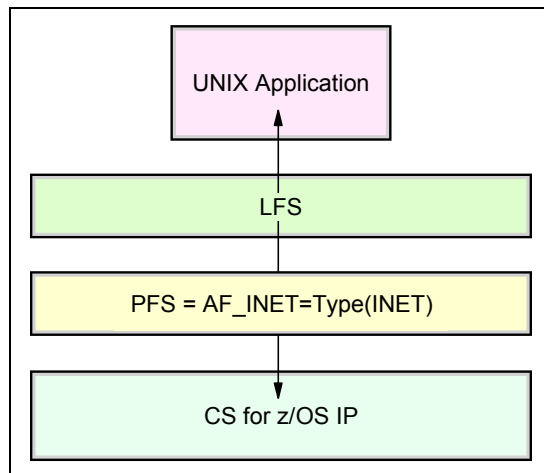 UNIX Application
LFS
PFS = AF_INET=Type(INET)
CS for z/OS IP